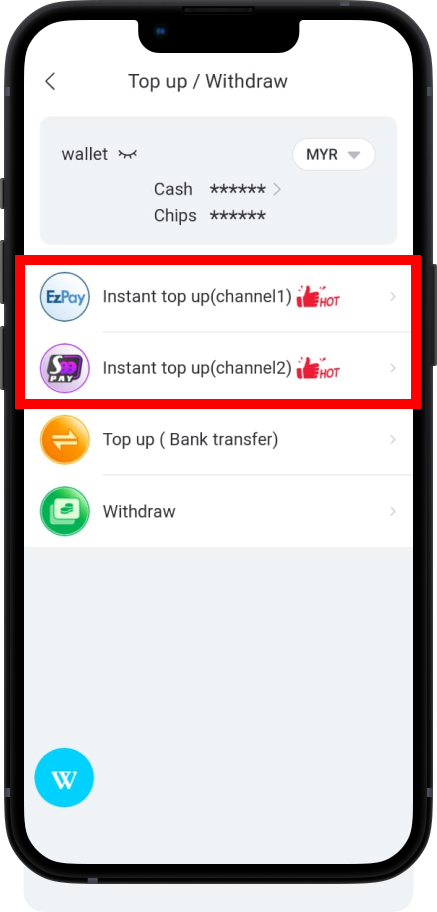 Top up / Withdraw
wallet MYR
Cash ******
Chips ******
EzPay Instant top up(channel1) HOT
PAY Instant top up(channel2) HOT
Top up ( Bank transfer)
Withdraw
W